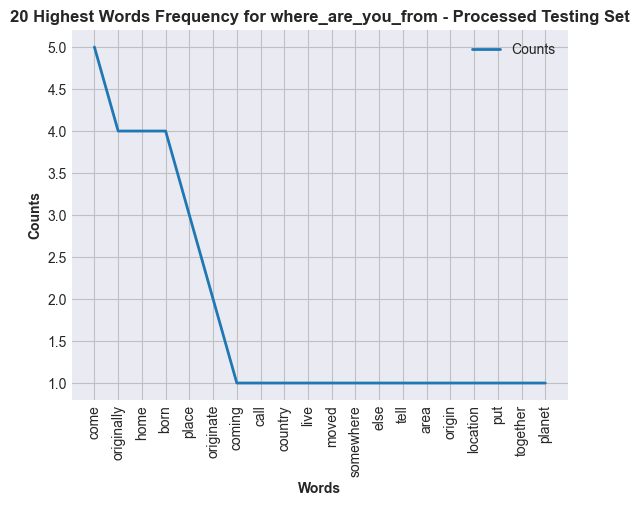 20 Highest Words Frequency for where_are_you_from - Processed Testing Set
Counts
5.0
4.5
4.0
3.5
3.0
2.5
2.0
1.5
1.0
Counts
come
originally
home
born
place
originate
coming
call
country
live
moved
somewhere
else
tell
area
origin
location
put
together
planet
Words